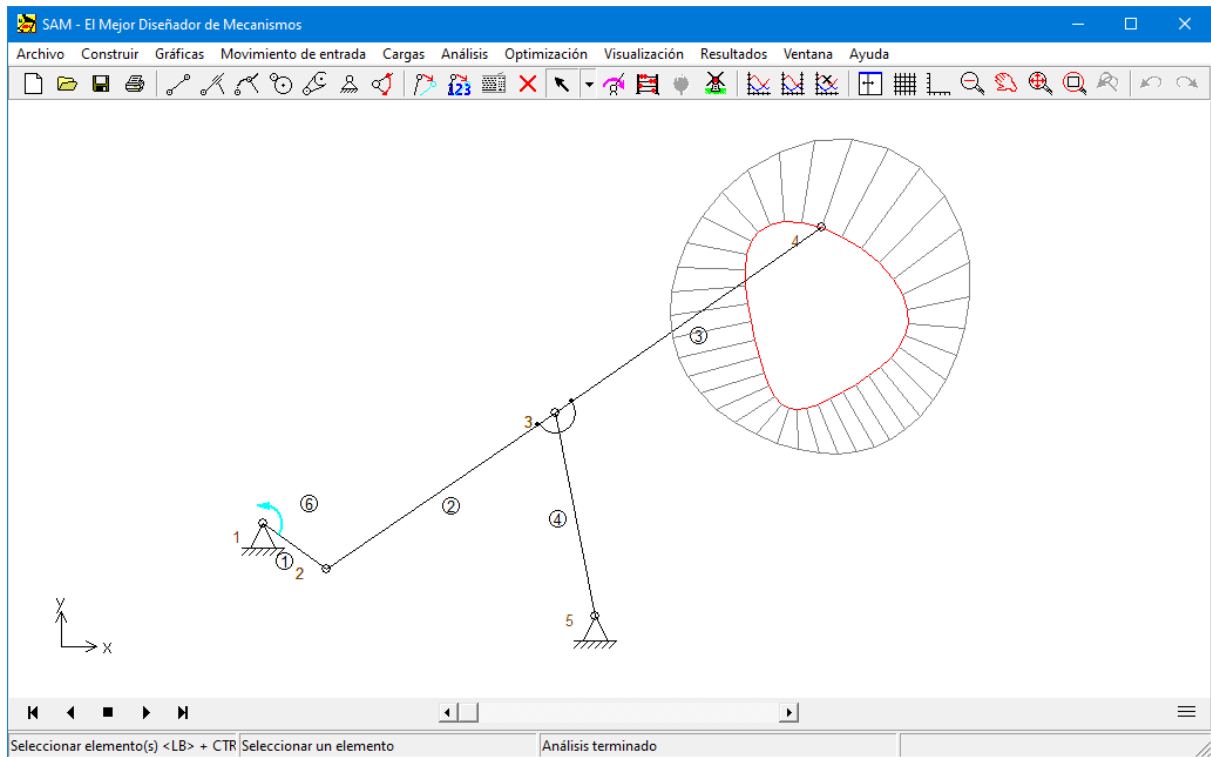 SAM - El Mejor Diseñador de Mecanismos
Archivo Construir Gráficas Movimiento de entrada Cargas Análisis Optimización Visualización Resultados Ventana Ayuda
123
4
3
3
6
2
4
1
1
2
5
y
x
Seleccionar elemento(s) <LB> + CTR Seleccionar un elemento Análisis terminado